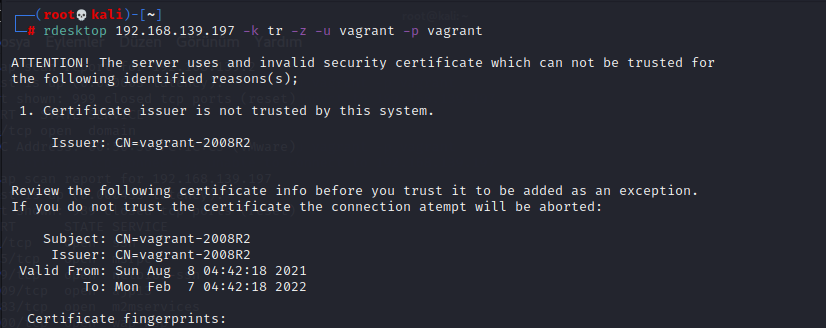 ┌──(root💀kali)-[~]
└─# rdesktop 192.168.139.197 -k tr -z -u vagrant -p vagrant
ATTENTION! The server uses and invalid security certificate which can not be trusted for
the following identified reasons(s);
1. Certificate issuer is not trusted by this system.
Issuer: CN=vagrant-2008R2
Review the following certificate info before you trust it to be added as an exception.
If you do not trust the certificate the connection atempt will be aborted:
Subject: CN=vagrant-2008R2
Issuer: CN=vagrant-2008R2
Valid From: Sun Aug  8 04:42:18 2021
To: Mon Feb  7 04:42:18 2022
Certificate fingerprints: